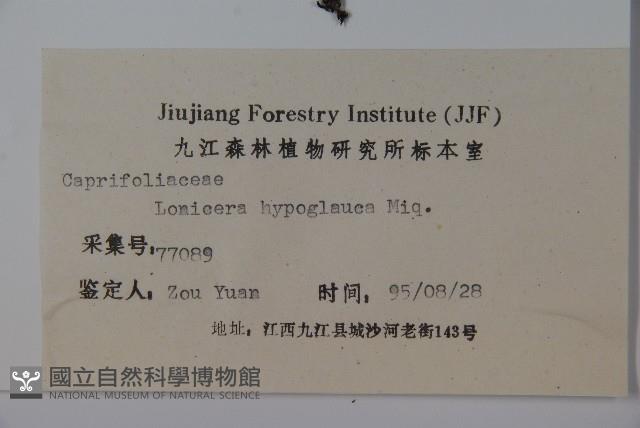 Jiujiang Forestry Institute (JJF)
九江森林植物研究所标本室
Caprifoliaceae
Lonicera hypoglauca Miq.
采集号: 77089
鉴定人: Zou Yuan 时间: 95/08/28
地址: 江西九江县城沙河老街143号
國立自然科學博物館
NATIONAL MUSEUM OF NATURAL SCIENCE